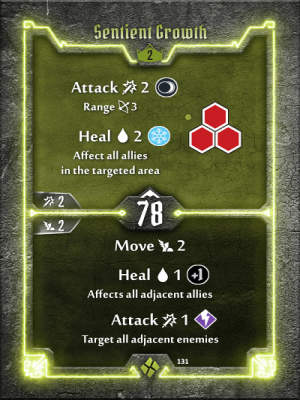 Sentient Growth
2
Attack 2
Range 3
Heal 2
Affect all allies
in the targeted area
2
78
2
Move 2
Heal 1 +1
Affects all adjacent allies
Attack 1
Target all adjacent enemies
131